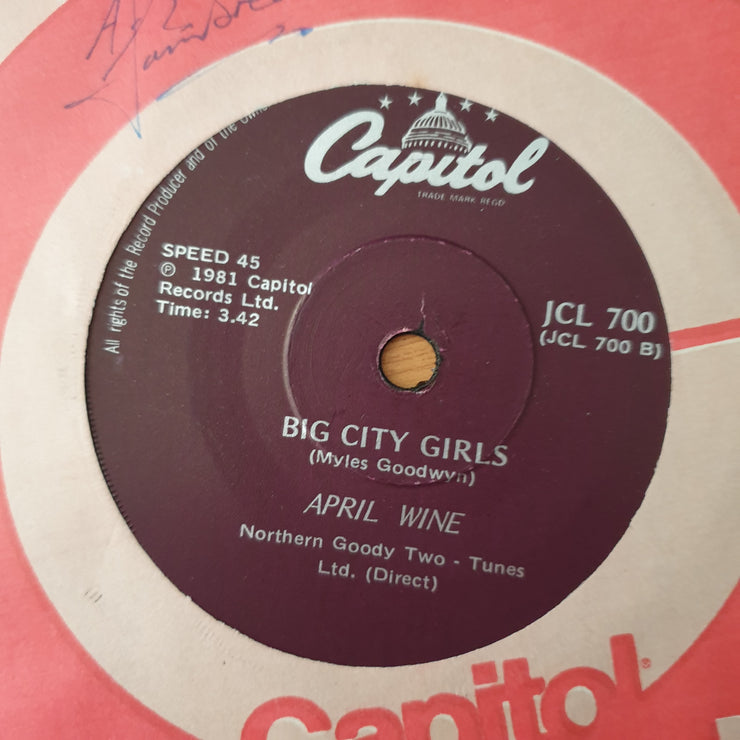 Capitol
TRADE MARK REGD
All rights of the Record Producer and of the Owner
SPEED 45
℗ 1981 Capitol
Records Ltd.
Time: 3.42
JCL 700
(JCL 700 B)
BIG CITY GIRLS
(Myles Goodwyn)
APRIL WINE
Northern Goody Two - Tunes
Ltd. (Direct)
Capitol®